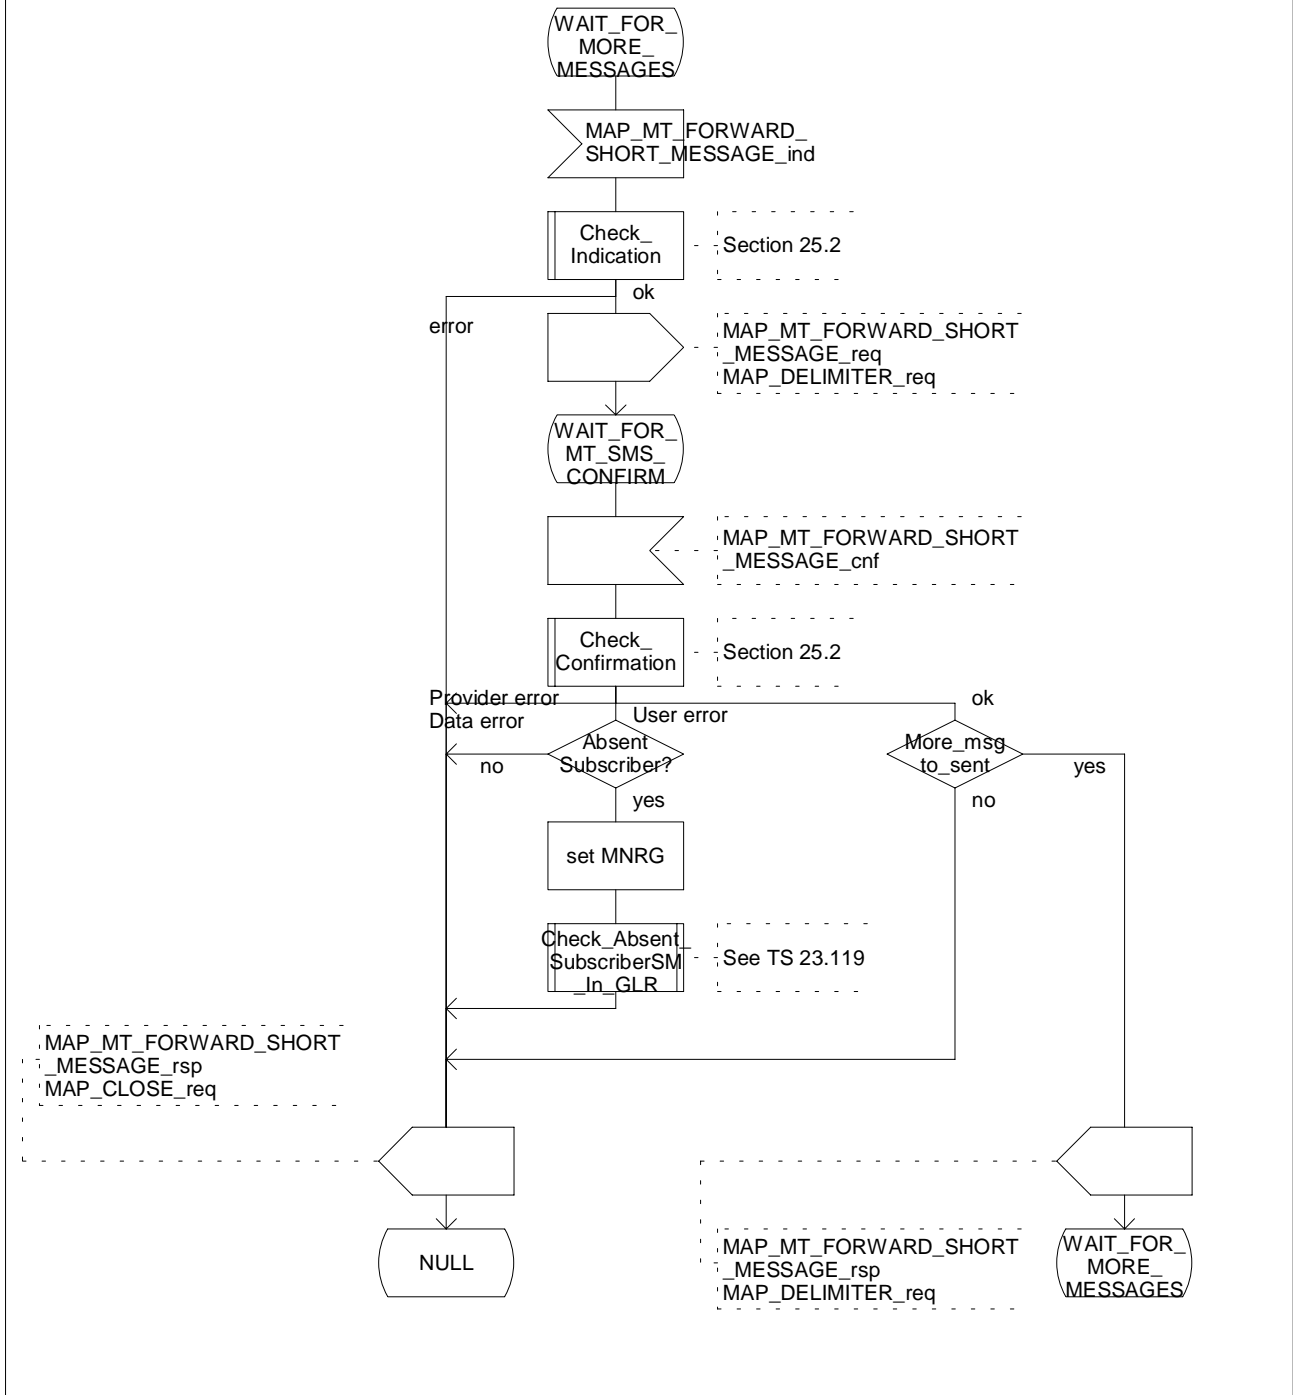 WAIT_FOR_
MORE_
MESSAGES
MAP_MT_FORWARD_
SHORT_MESSAGE_ind
Check_
Indication
Section 25.2
ok
error
MAP_MT_FORWARD_SHORT
_MESSAGE_req
MAP_DELIMITER_req
WAIT_FOR_
MT_SMS_
CONFIRM
MAP_MT_FORWARD_SHORT
_MESSAGE_cnf
Check_
Confirmation
Section 25.2
Provider error
Data error
User error
ok
Absent
Subscriber?
no
yes
More_msg
to_sent
yes
no
set MNRG
Check_Absent_
SubscriberSM
_In_GLR
See TS 23.119
MAP_MT_FORWARD_SHORT
_MESSAGE_rsp
MAP_CLOSE_req
NULL
MAP_MT_FORWARD_SHORT
_MESSAGE_rsp
MAP_DELIMITER_req
WAIT_FOR_
MORE_
MESSAGES